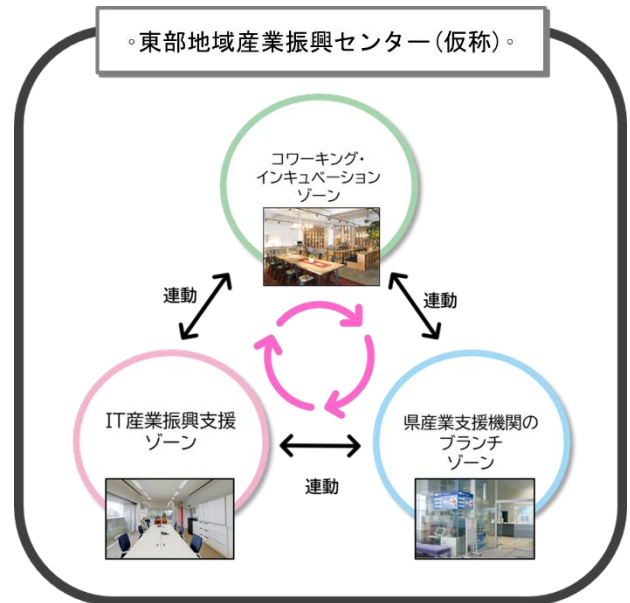 ◦東部地域産業振興センター(仮称)◦
コワーキング・
インキュベーション
ゾーン
連動
連動
IT産業振興支援
ゾーン
県産業支援機関の
ブランチ
ゾーン
連動